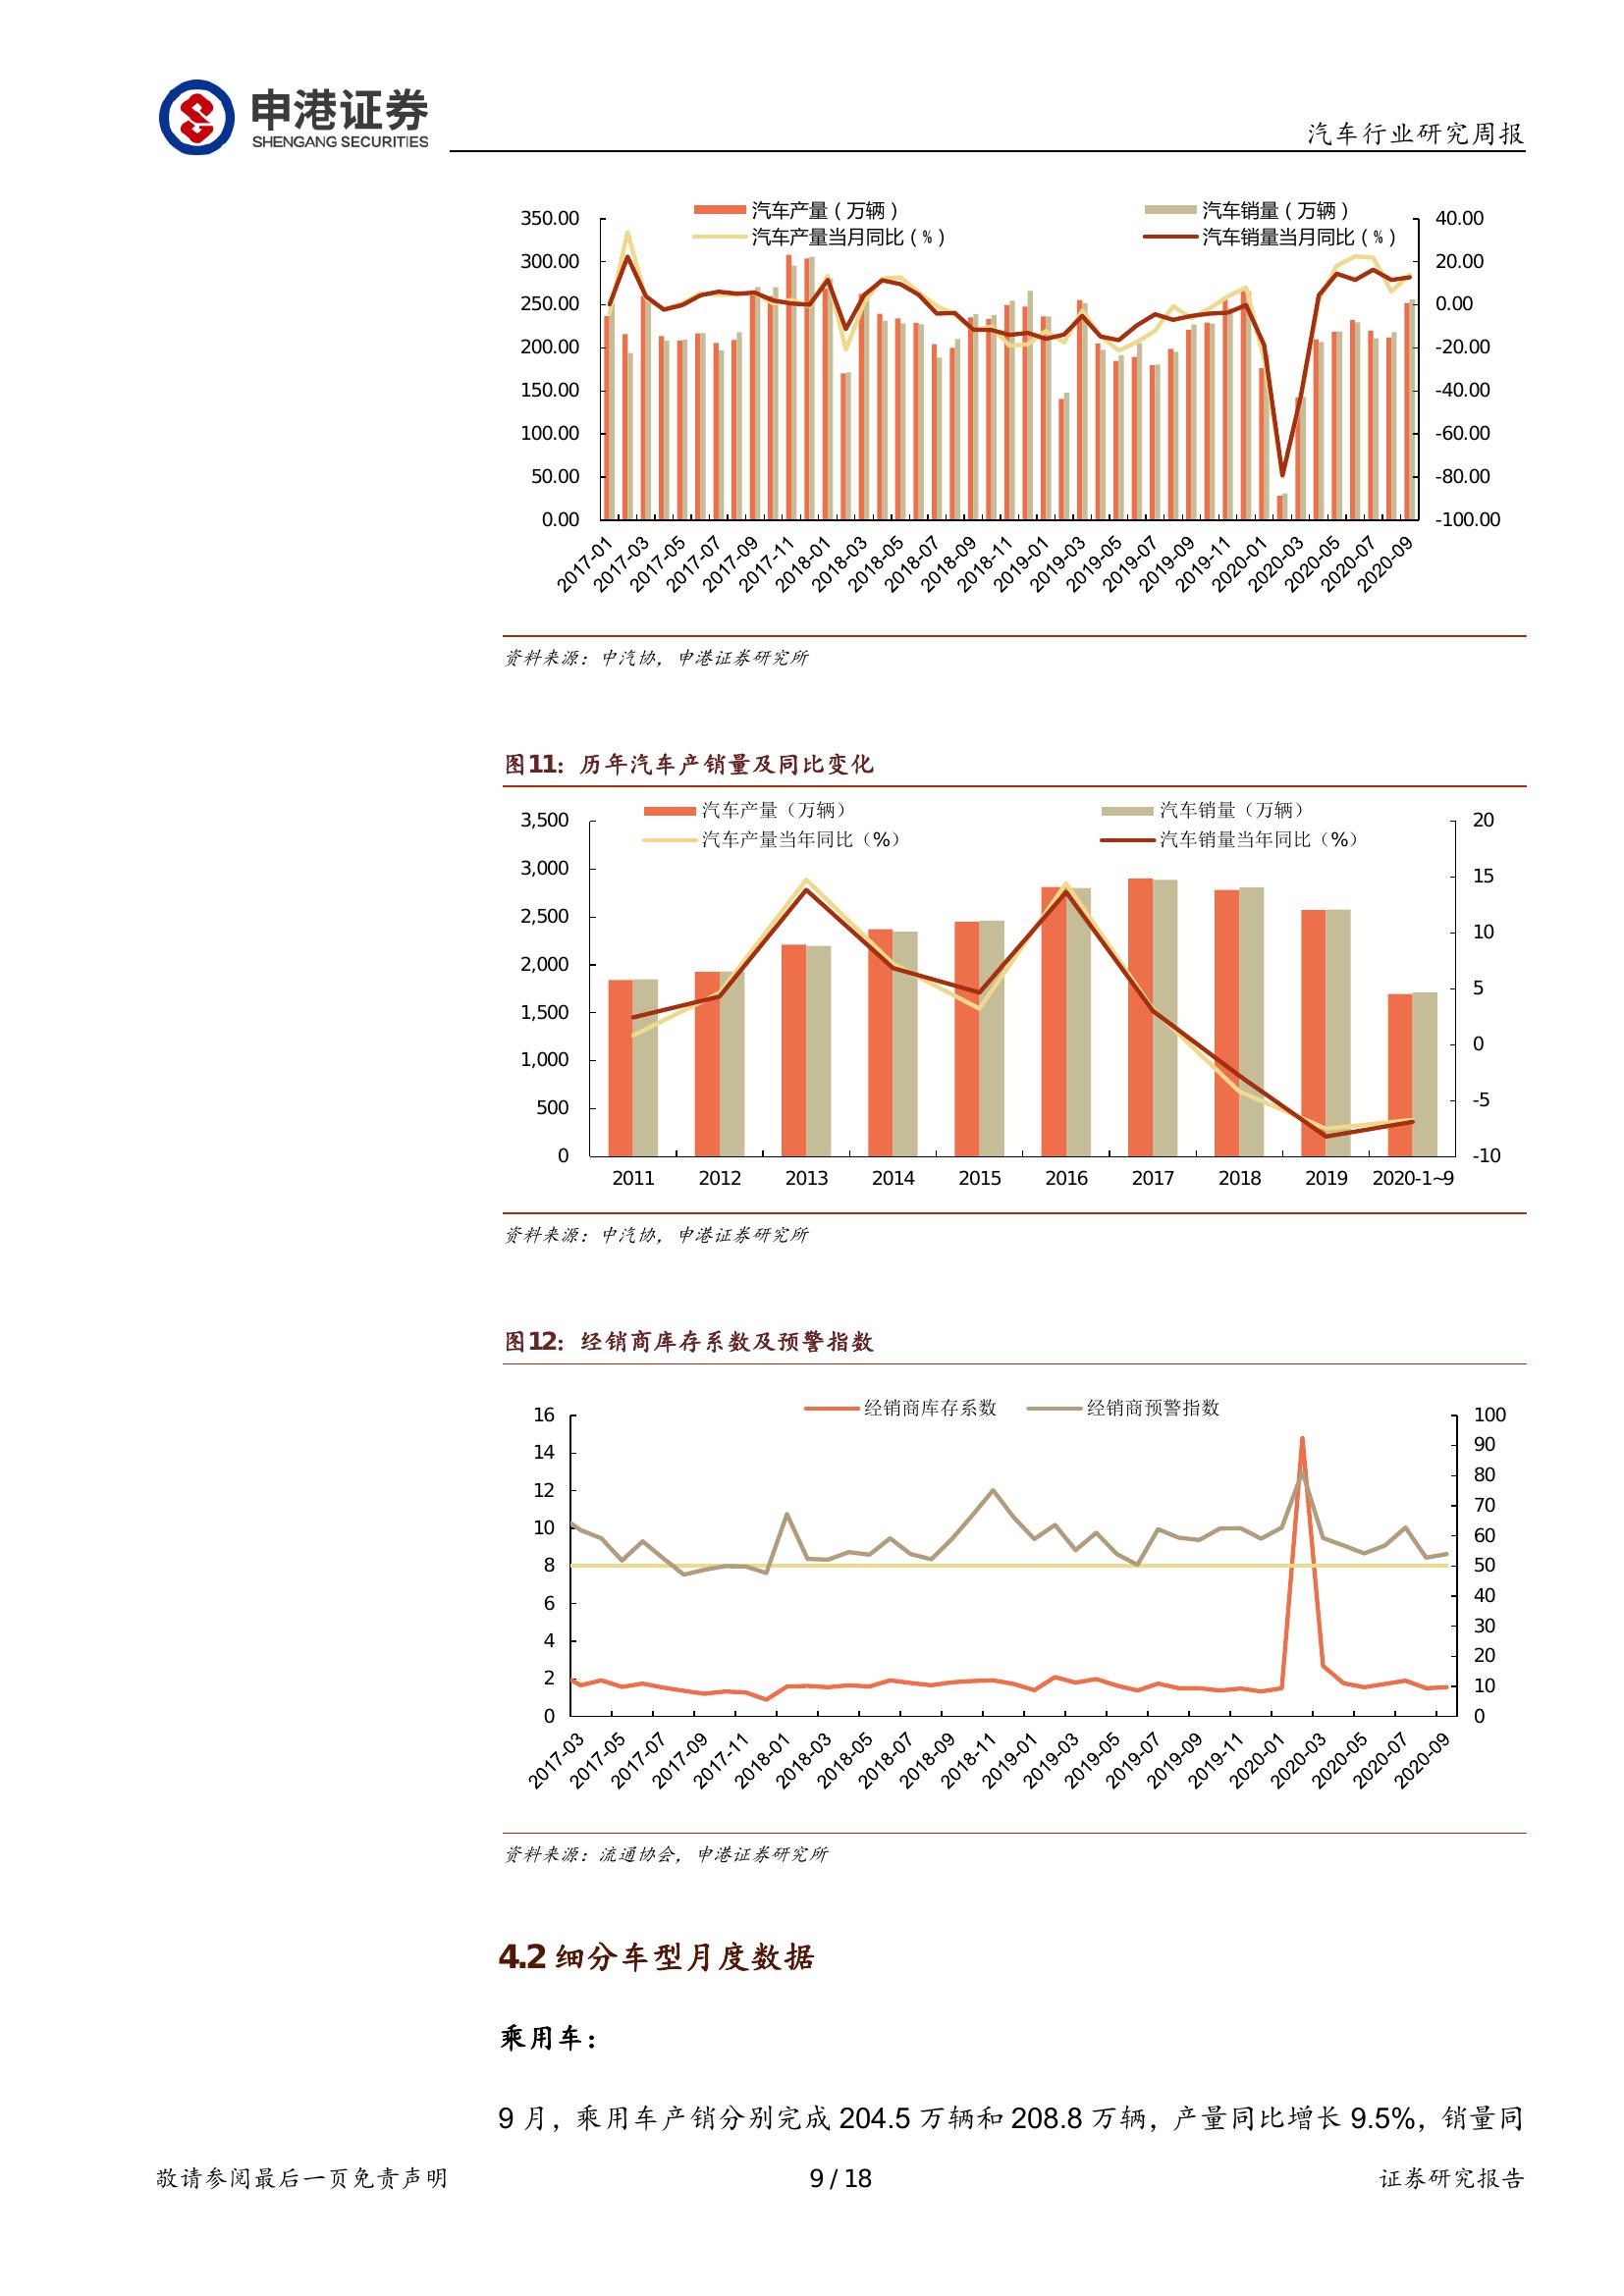 申港证券
SHENGANG SECURITIES
汽车行业研究周报
汽车产量（万辆） 汽车销量（万辆）
汽车产量当月同比（%） 汽车销量当月同比（%）
350.00 40.00
300.00 20.00
250.00 0.00
200.00 -20.00
150.00 -40.00
100.00 -60.00
50.00 -80.00
0.00 -100.00
2017-01 2017-03 2017-05 2017-07 2017-09 2017-11 2018-01 2018-03 2018-05 2018-07 2018-09 2018-11 2019-01 2019-03 2019-05 2019-07 2019-09 2019-11 2020-01 2020-03 2020-05 2020-07 2020-09
资料来源：中汽协，申港证券研究所
图11：历年汽车产销量及同比变化
汽车产量（万辆） 汽车销量（万辆）
汽车产量当年同比（%） 汽车销量当年同比（%）
3,500 20
3,000 15
2,500 10
2,000 5
1,500 0
1,000 -5
500 -10
0
2011 2012 2013 2014 2015 2016 2017 2018 2019 2020-1~9
资料来源：中汽协，申港证券研究所
图12：经销商库存系数及预警指数
经销商库存系数 经销商预警指数
16 100
14 90
12 80
10 70
8 60
6 50
4 40
2 30
0 20
10
0
2017-03 2017-05 2017-07 2017-09 2017-11 2018-01 2018-03 2018-05 2018-07 2018-09 2018-11 2019-01 2019-03 2019-05 2019-07 2019-09 2019-11 2020-01 2020-03 2020-05 2020-07 2020-09
资料来源：流通协会，申港证券研究所
4.2 细分车型月度数据
乘用车：
9 月，乘用车产销分别完成 204.5 万辆和 208.8 万辆，产量同比增长 9.5%，销量同
敬请参阅最后一页免责声明 9 / 18 证券研究报告